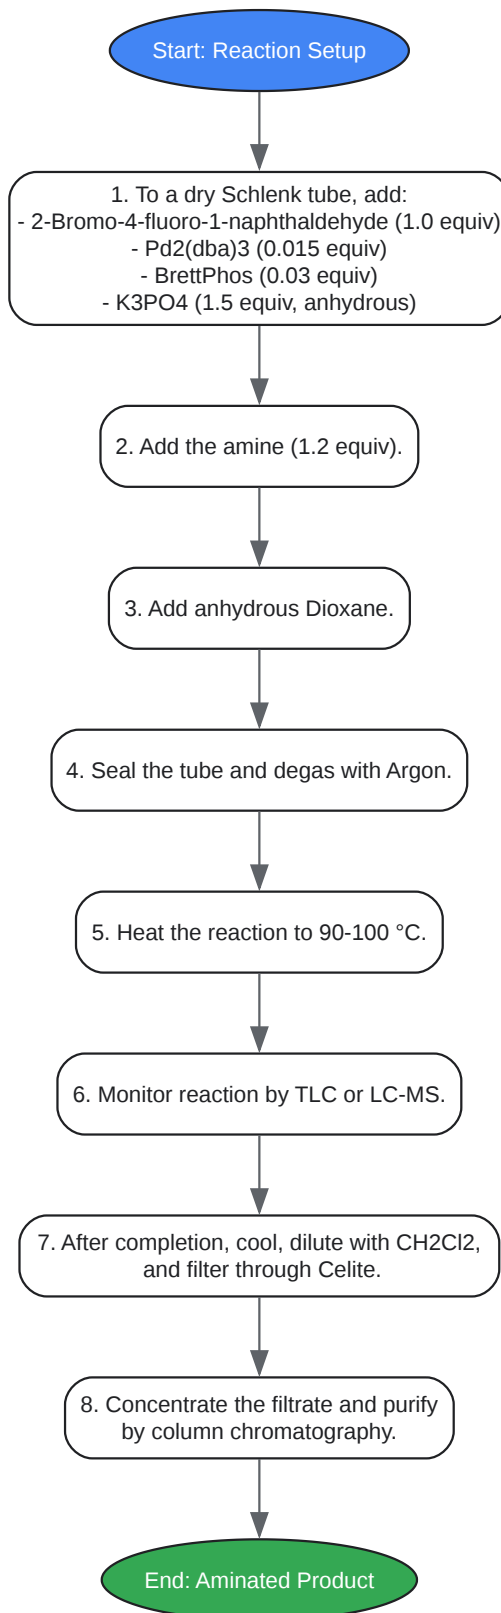 Start: Reaction Setup
1. To a dry Schlenk tube, add:
- 2-Bromo-4-fluoro-1-naphthaldehyde (1.0 equiv)
- Pd2(dba)3 (0.015 equiv)
- BrettPhos (0.03 equiv)
- K3PO4 (1.5 equiv, anhydrous)
2. Add the amine (1.2 equiv).
3. Add anhydrous Dioxane.
4. Seal the tube and degas with Argon.
5. Heat the reaction to 90-100 °C.
6. Monitor reaction by TLC or LC-MS.
7. After completion, cool, dilute with CH2Cl2,
and filter through Celite.
8. Concentrate the filtrate and purify
by column chromatography.
End: Aminated Product